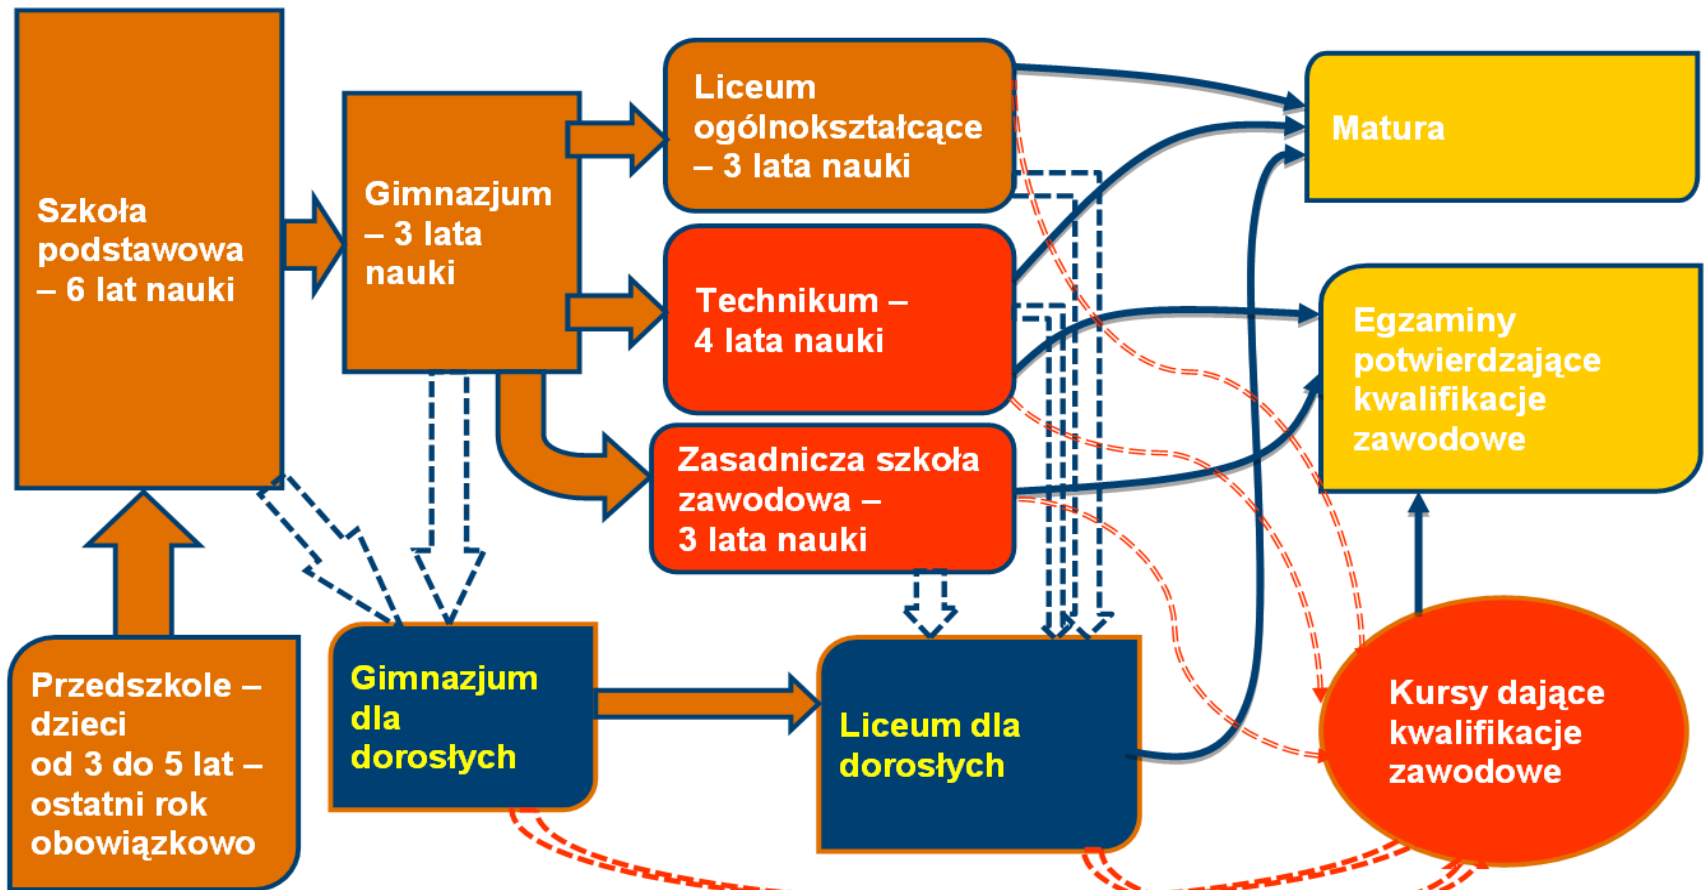 Szkoła
podstawowa
– 6 lat nauki
Gimnazjum
– 3 lata
nauki
Liceum
ogólnokształcące
– 3 lata nauki
Matura
Technikum –
4 lata nauki
Egzaminy
potwierdzające
kwalifikacje
zawodowe
Zasadnicza szkoła
zawodowa –
3 lata nauki
Przedszkole –
dzieci
od 3 do 5 lat –
ostatni rok
obowiązkowo
Gimnazjum
dla
dorosłych
Liceum dla
dorosłych
Kursy dające
kwalifikacje
zawodowe